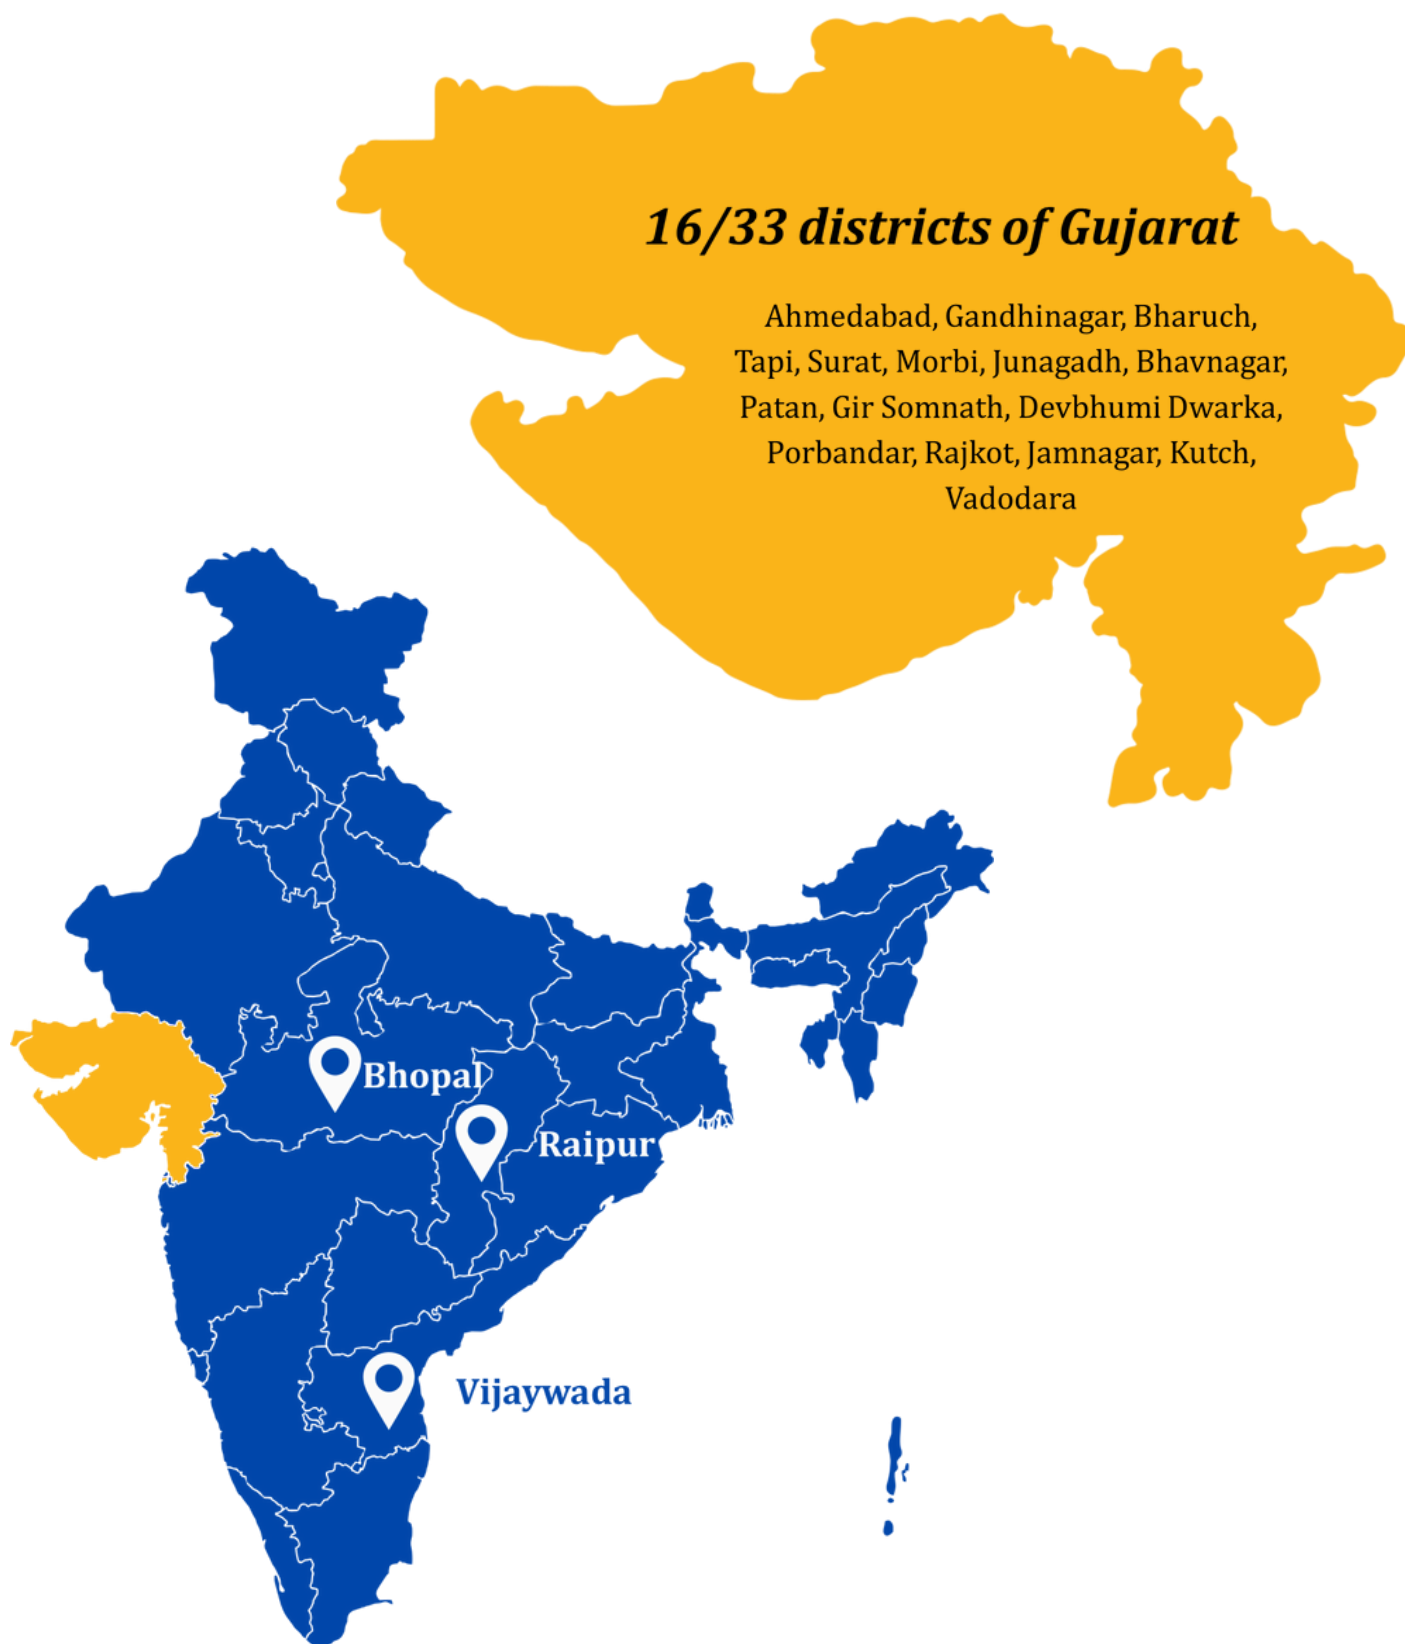 16/33 districts of Gujarat
Ahmedabad, Gandhinagar, Bharuch,
Tapi, Surat, Morbi, Junagadh, Bhavnagar,
Patan, Gir Somnath, Devbhumi Dwarka,
Porbandar, Rajkot, Jamnagar, Kutch,
Vadodara
Bhopal
Raipur
Vijaywada